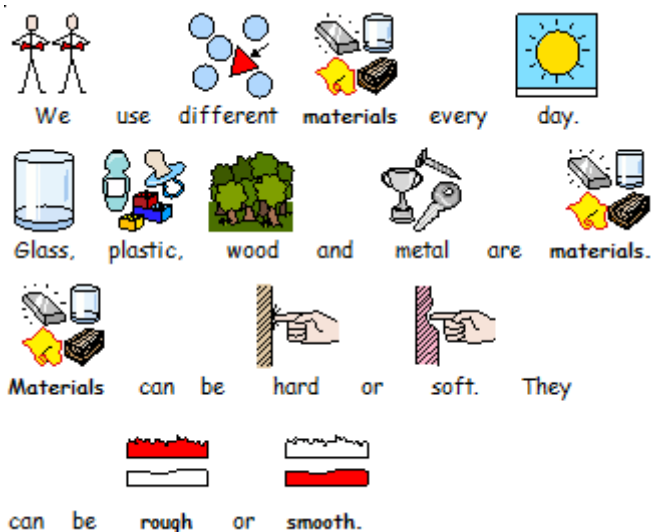 We use different materials every day.
Glass, plastic, wood and metal are materials.
Materials can be hard or soft. They
can be rough or smooth.